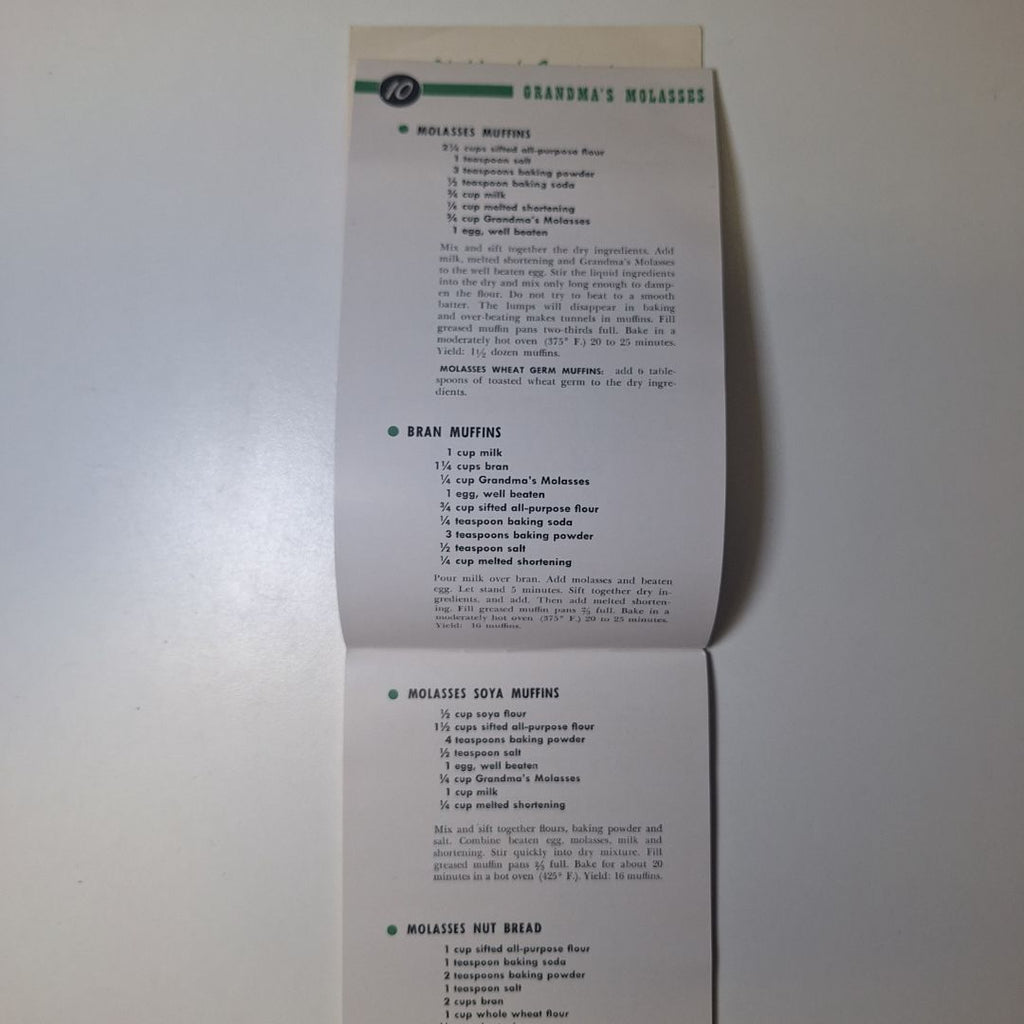 10 GRANDMA'S MOLASSES
MOLASSES MUFFINS
2¼ cups sifted all-purpose flour
1 teaspoon salt
3 teaspoons baking powder
½ teaspoon baking soda
¾ cup milk
cup melted shortening
¾ cup Grandma's Molasses
1 egg, well beaten
Mix and sift together the dry ingredients. Add
milk, melted shortening and Grandma's Molasses
to the well beaten egg. Stir the liquid ingredients
into the dry and mix only long enough to damp-
en the flour. Do not try to beat to a smooth
batter. The lumps will disappear in baking
and over-beating makes tunnels in muffins. Fill
greased muffin pans two-thirds full. Bake in a
moderately hot oven (375° F.) 20 to 25 minutes.
Yield: 1½ dozen muffins.
MOLASSES WHEAT GERM MUFFINS: add 6 table-
spoons of toasted wheat germ to the dry ingre-
dients.
BRAN MUFFINS
1 cup milk
1¼ cups bran
¼ cup Grandma's Molasses
1 egg, well beaten
¾ cup sifted all-purpose flour
¼ teaspoon baking soda
3 teaspoons baking powder
½ teaspoon salt
¼ cup melted shortening
Pour milk over bran. Add molasses and beaten
egg. Let stand 5 minutes. Sift together dry in-
gredients, and add. Then add melted shorten-
ing. Fill greased muffin pans ⅔ full. Bake in a
moderately hot oven (375° F.) 20 to 25 minutes.
Yield: 16 muffins.
MOLASSES SOYA MUFFINS
½ cup soya flour
1½ cups sifted all-purpose flour
4 teaspoons baking powder
½ teaspoon salt
1 egg, well beaten
¼ cup Grandma's Molasses
1 cup milk
¼ cup melted shortening
Mix and sift together flours, baking powder and
salt. Combine beaten egg, molasses, milk and
shortening. Stir quickly into dry mixture. Fill
greased muffin pans ⅔ full. Bake for about 20
minutes in a hot oven (425° F.). Yield: 16 muffins.
MOLASSES NUT BREAD
1 cup sifted all-purpose flour
1 teaspoon baking soda
2 teaspoons baking powder
1 teaspoon salt
2 cups bran
1 cup whole wheat flour